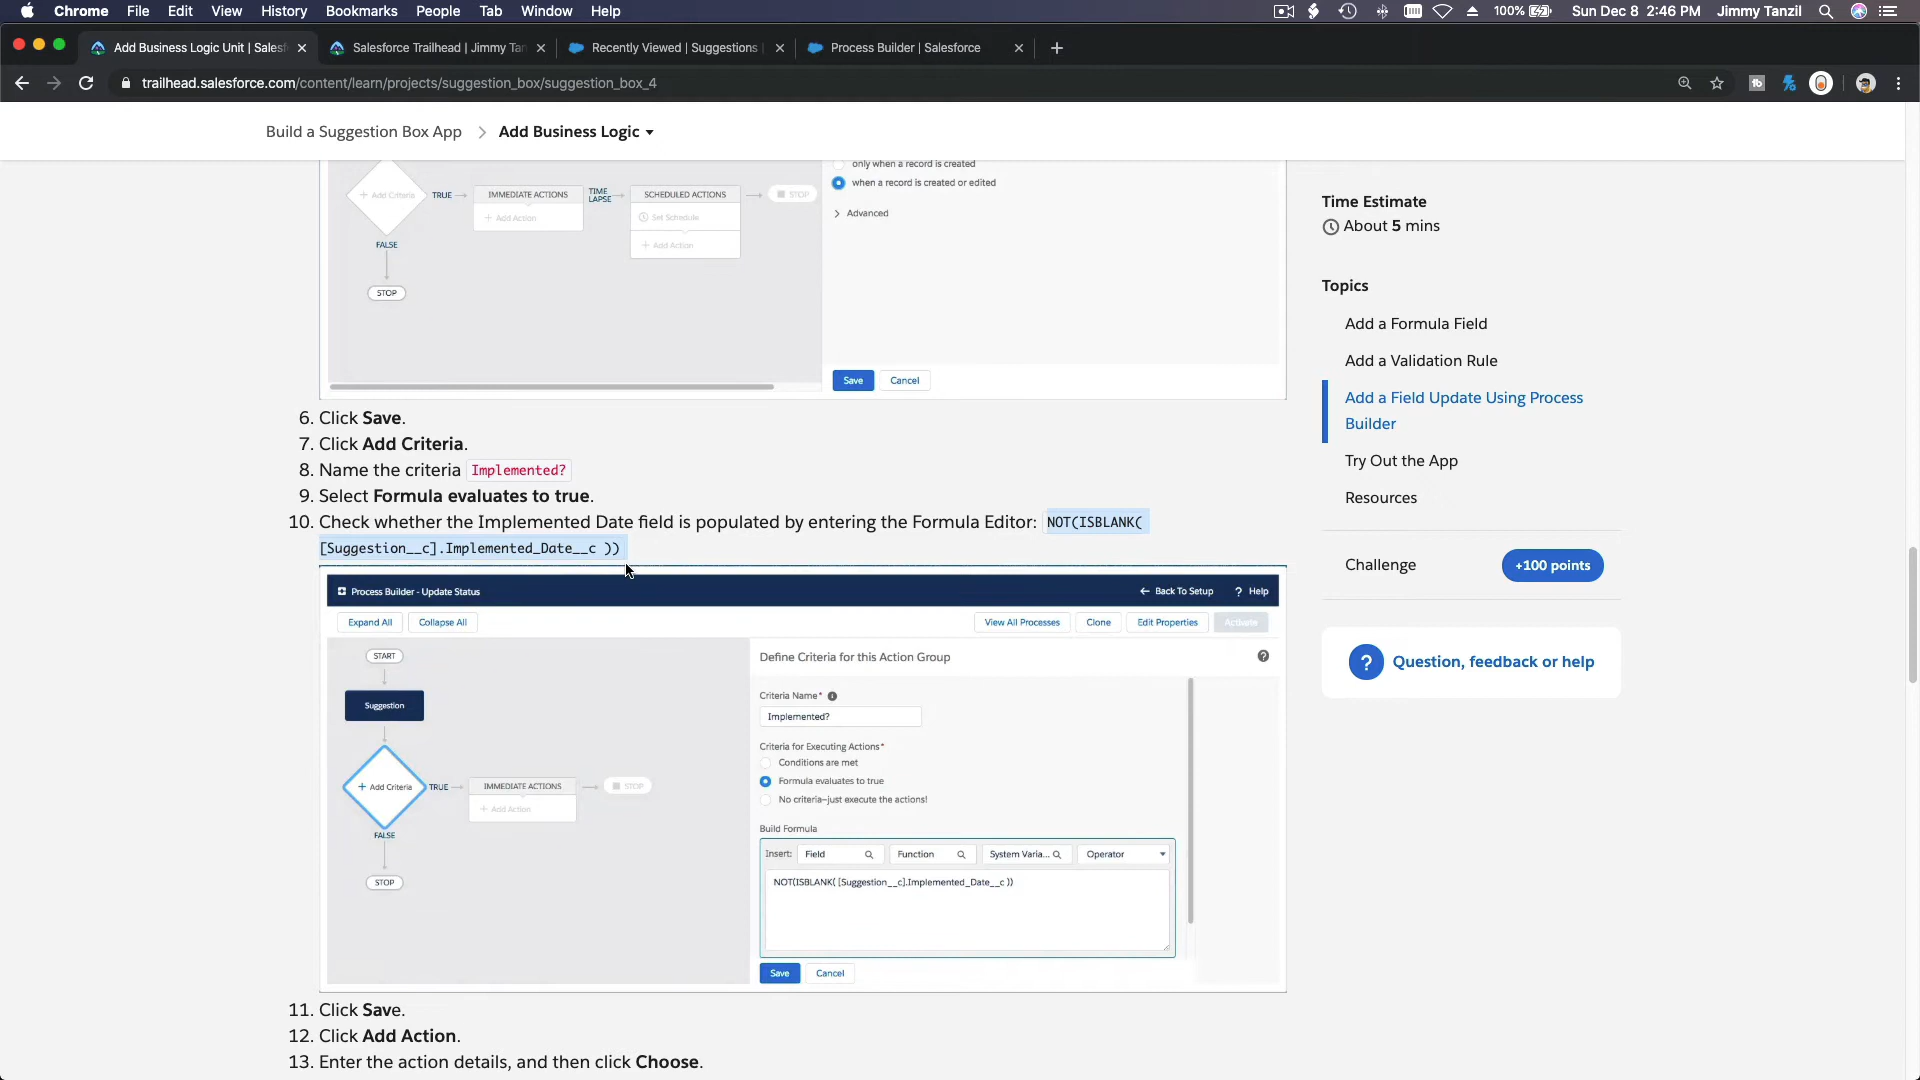 Chrome File Edit View History Bookmarks People Tab Window Help 100% Sun Dec 8 2:46 PM Jimmy Tanzil
Add Business Logic Unit | Salesf
Salesforce Trailhead | Jimmy Tan
Recently Viewed | Suggestions
Process Builder | Salesforce
trailhead.salesforce.com/content/learn/projects/suggestion_box/suggestion_box_4
Build a Suggestion Box App > Add Business Logic
only when a record is created
when a record is created or edited
Advanced
+ Add Criteria
TRUE
IMMEDIATE ACTIONS
+ Add Action
TIME
LAPSE
SCHEDULED ACTIONS
Set Schedule
+ Add Action
STOP
FALSE
STOP
Save Cancel
6. Click Save.
7. Click Add Criteria.
8. Name the criteria Implemented?
9. Select Formula evaluates to true.
10. Check whether the Implemented Date field is populated by entering the Formula Editor: NOT(ISBLANK(
[Suggestion__c].Implemented_Date__c ))
Process Builder - Update Status
Back To Setup ? Help
Expand All Collapse All
View All Processes Clone Edit Properties Activate
START
Suggestion
+ Add Criteria
TRUE
IMMEDIATE ACTIONS
+ Add Action
STOP
FALSE
STOP
Define Criteria for this Action Group
Criteria Name*
Implemented?
Criteria for Executing Actions*
Conditions are met
Formula evaluates to true
No criteria—just execute the actions!
Build Formula
Insert: Field Function System Varia... Operator
NOT(ISBLANK( [Suggestion__c].Implemented_Date__c ))
Save Cancel
11. Click Save.
12. Click Add Action.
13. Enter the action details, and then click Choose.
Time Estimate
About 5 mins
Topics
Add a Formula Field
Add a Validation Rule
Add a Field Update Using Process
Builder
Try Out the App
Resources
Challenge +100 points
? Question, feedback or help